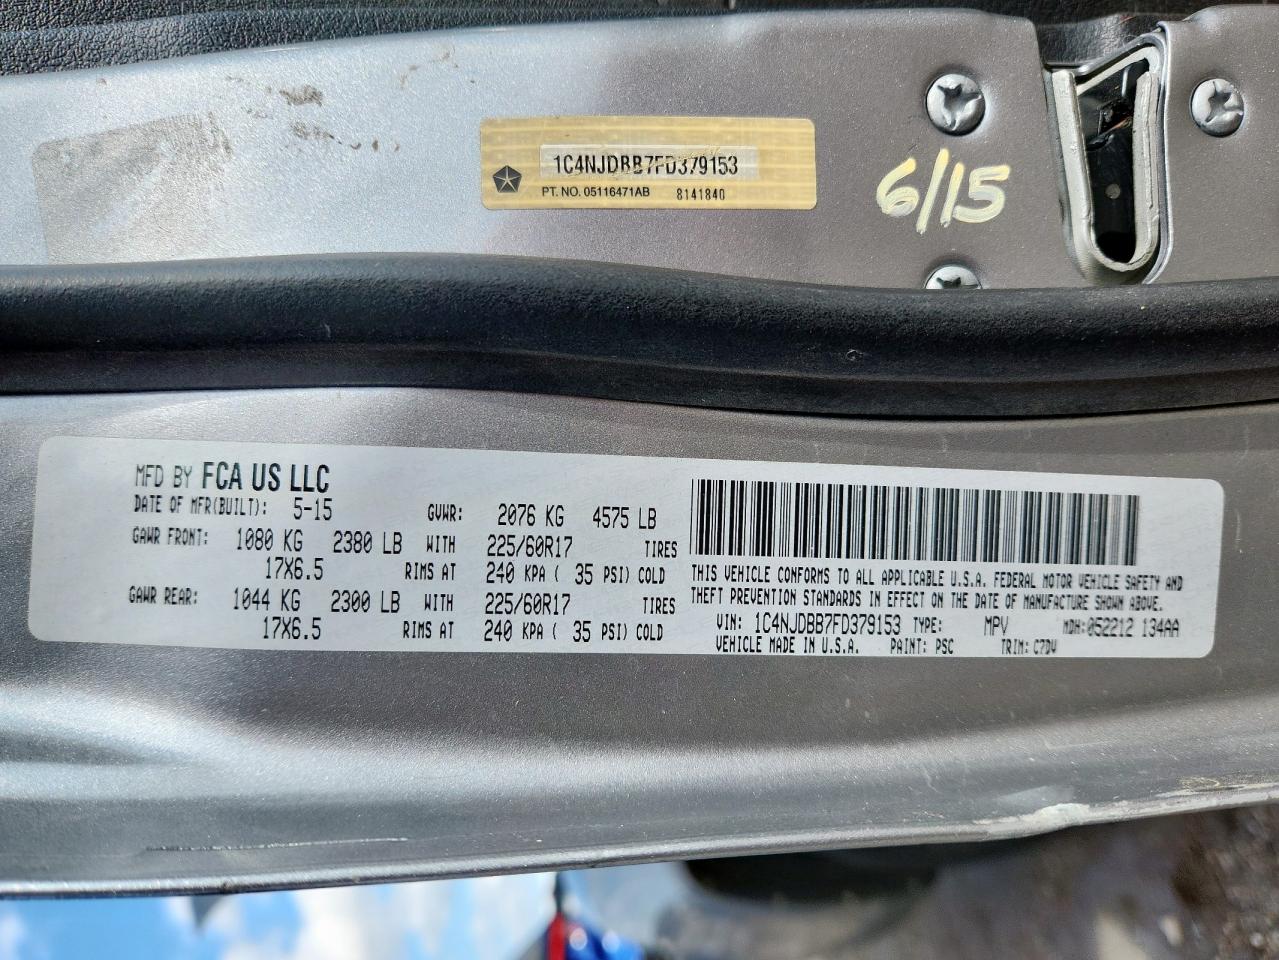 1C4NJDBB7FD379153
PT. NO. 05116471AB 8141840
6/15
MFD BY FCA US LLC
DATE OF MFR(BUILT): 5-15 GVWR: 2076 KG 4575 LB
GAWR FRONT: 1080 KG 2380 LB WITH 225/60R17 TIRES
17X6.5 RIMS AT 240 KPA ( 35 PSI) COLD
GAWR REAR: 1044 KG 2300 LB WITH 225/60R17 TIRES
17X6.5 RIMS AT 240 KPA ( 35 PSI) COLD
THIS VEHICLE CONFORMS TO ALL APPLICABLE U.S.A. FEDERAL MOTOR VEHICLE SAFETY AND
THEFT PREVENTION STANDARDS IN EFFECT ON THE DATE OF MANUFACTURE SHOWN ABOVE.
VIN: 1C4NJDBB7FD379153 TYPE: MPV MDH: 052212 134AA
VEHICLE MADE IN U.S.A. PAINT: PSC TRIM: C7DV